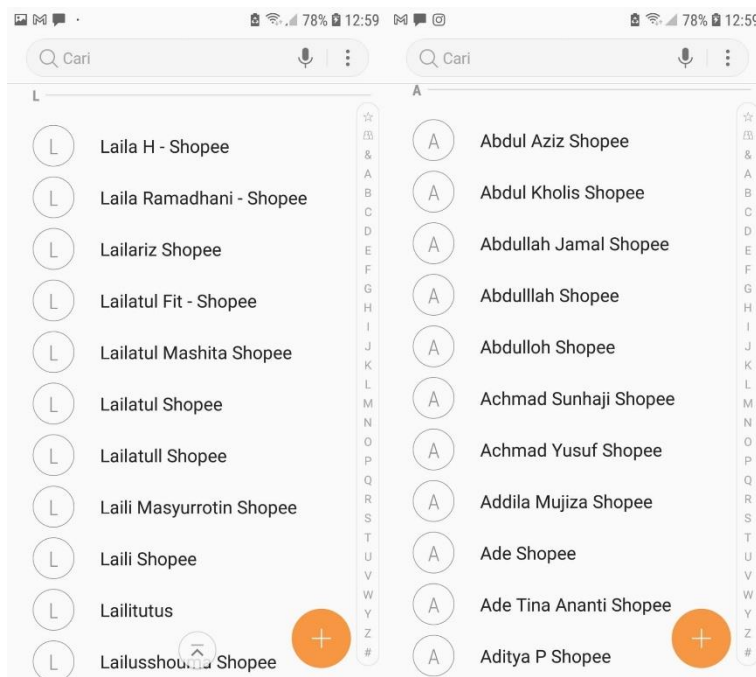 78% 12:59
Cari
L
L Laila H - Shopee
L Laila Ramadhani - Shopee
L Lailariz Shopee
L Lailatul Fit - Shopee
L Lailatul Mashita Shopee
L Lailatul Shopee
L Lailatull Shopee
L Laili Masyurrotin Shopee
L Laili Shopee
L Lailitutus
L Lailusshouma Shopee
☆
&
A
B
C
D
E
F
G
H
I
J
K
L
M
N
O
P
Q
R
S
T
U
V
W
Y
Z
#
78% 12:59
Cari
A
A Abdul Aziz Shopee
A Abdul Kholis Shopee
A Abdullah Jamal Shopee
A Abdulllah Shopee
A Abdulloh Shopee
A Achmad Sunhaji Shopee
A Achmad Yusuf Shopee
A Addila Mujiza Shopee
A Ade Shopee
A Ade Tina Ananti Shopee
A Aditya P Shopee
☆
&
A
B
C
D
E
F
G
H
I
J
K
L
M
N
O
P
Q
R
S
T
U
V
W
Y
Z
#